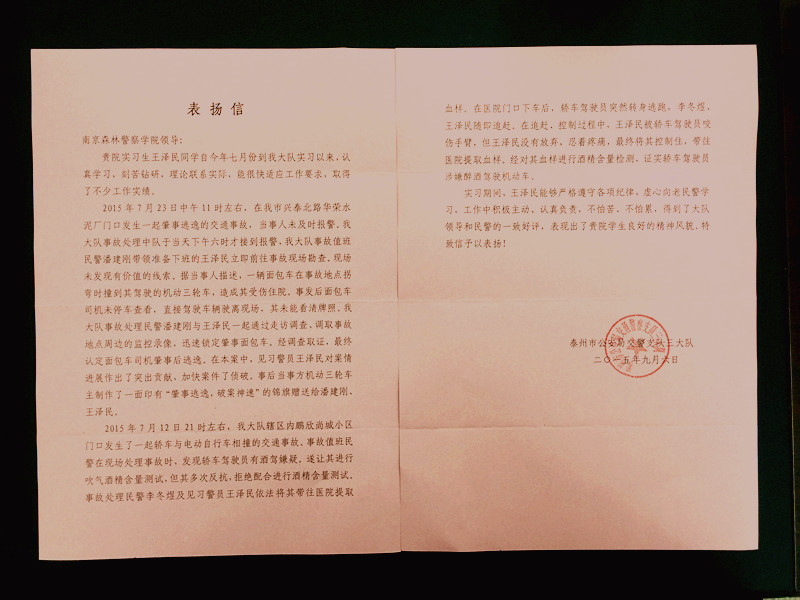 表扬信
南京森林警察学院领导：
贵院实习生王泽民同学自今年七月份到我大队实习以来，认
真学习，刻苦钻研，理论联系实际，能很快适应工作要求，取得
了不少工作实绩。
2015年7月23日中午11时左右，在我市兴泰北路华荣水
泥厂门口发生一起肇事逃逸的交通事故，当事人未及时报警。我
大队事故处理中队于当天下午六时才接到报警，我大队事故值班
民警潘建刚带领准备下班的王泽民立即前往事故现场勘查。现场
未发现有价值的线索。据当事人描述，一辆面包车在事故地点拐
弯时撞到其驾驶的机动三轮车，造成其受伤住院。事发后面包车
司机未停车查看，直接驾驶车辆驶离现场，其未能看清牌照。我
大队事故处理民警潘建刚与王泽民一起通过走访调查，调取事故
地点周边的监控录像，迅速锁定肇事面包车。经调查取证，最终
认定面包车司机肇事后逃逸。在本案中，见习警员王泽民对案情
进展作出了突出贡献，加快案件了侦破。事后当事方机动三轮车
主制作了一面印有“肇事逃逸，破案神速”的锦旗赠送给潘建刚、
王泽民。
2015年7月12日21时左右，我大队辖区内鹏欣尚城小区
门口发生了一起轿车与电动自行车相撞的交通事故。事故值班民
警在现场处理事故时，发现轿车驾驶员有酒驾嫌疑。遂让其进行
吹气酒精含量测试，但其多次反抗，拒绝配合进行酒精含量测试。
事故处理民警李冬煜及见习警员王泽民依法将其带往医院提取
血样。在医院门口下车后，轿车驾驶员突然转身逃跑，李冬煜、
王泽民随即追赶。在追赶、控制过程中，王泽民被轿车驾驶员咬
伤手臂，但王泽民没有放弃，忍着疼痛，最终将其控制住，带往
医院提取血样。经对其血样进行酒精含量检测，证实轿车驾驶员
涉嫌醉酒驾驶机动车。
实习期间，王泽民能够严格遵守各项纪律，虚心向老民警学
习，工作中积极主动、认真负责，不怕苦、不怕累，得到了大队
领导和民警的一致好评，表现出了贵院学生良好的精神风貌。特
致信予以表扬！
泰州市公安局交警支队三大队
二〇一五年九月六日